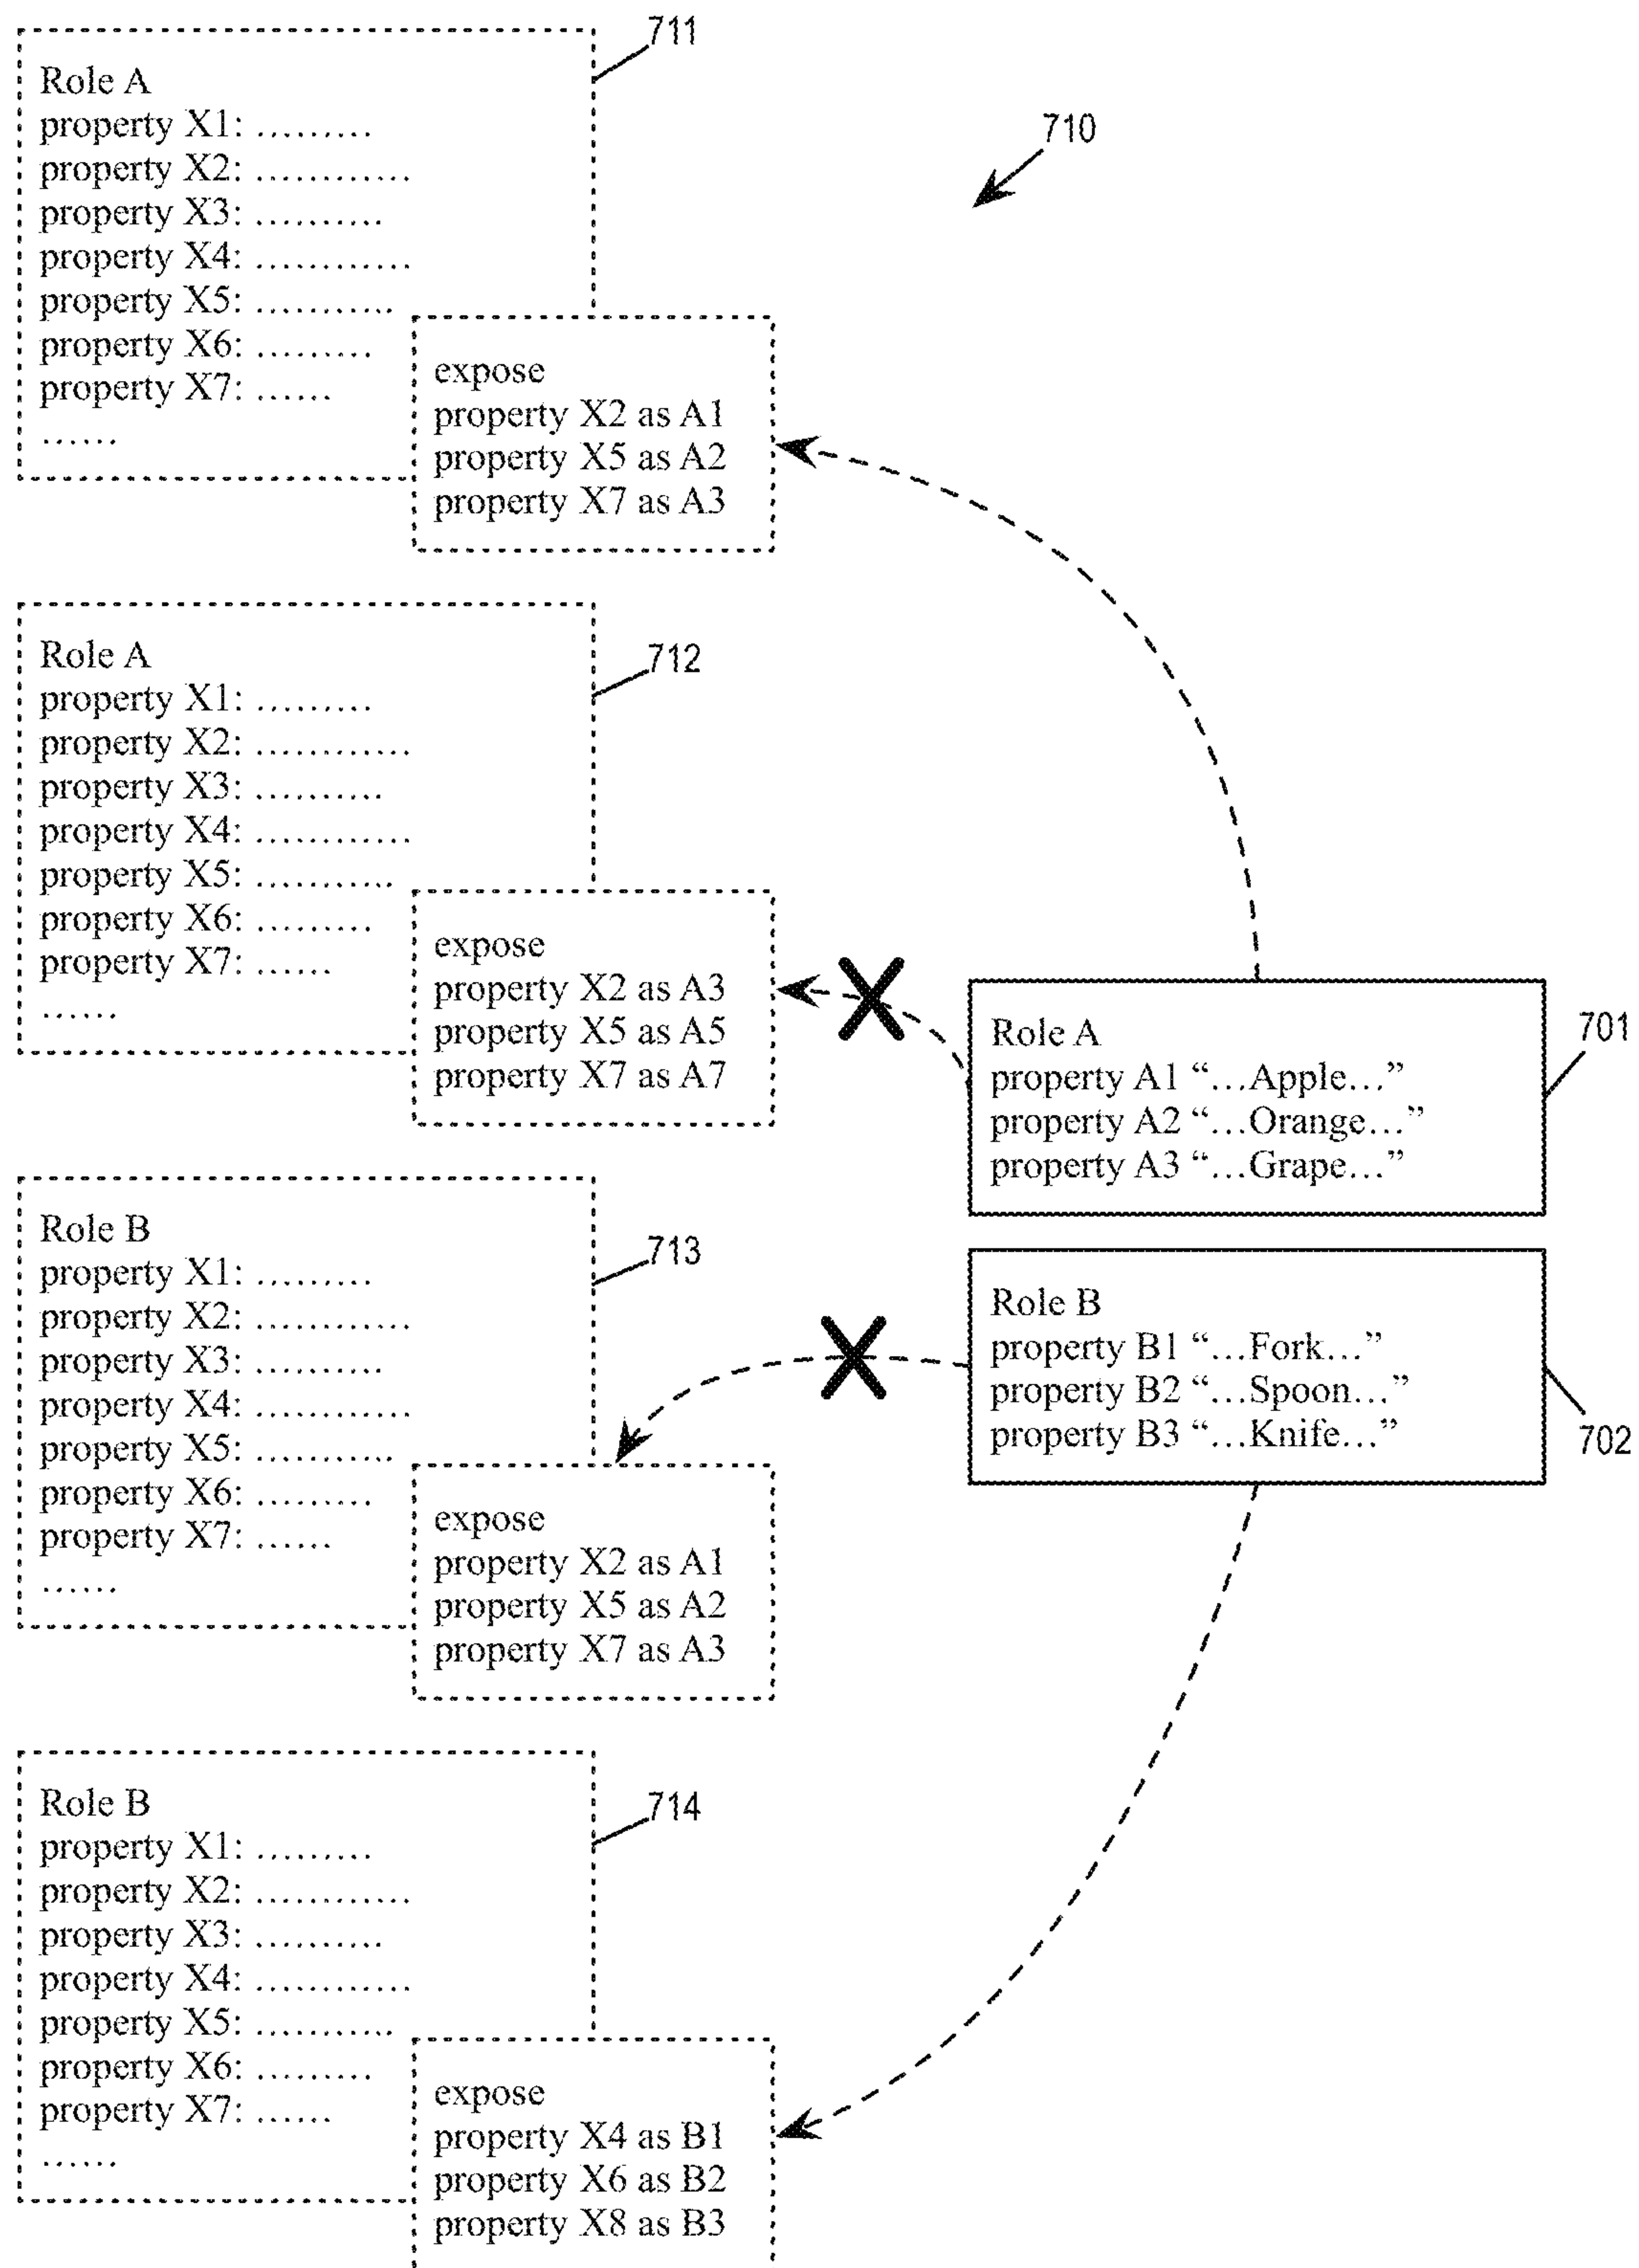 711
Role A
property X1: .........
property X2: ............
property X3: ..........
property X4: ............
property X5: ...........
property X6: .........
property X7: ......
......
expose
property X2 as A1
property X5 as A2
property X7 as A3
710
712
Role A
property X1: .........
property X2: ............
property X3: ..........
property X4: ............
property X5: ...........
property X6: .........
property X7: ......
......
expose
property X2 as A3
property X5 as A5
property X7 as A7
701
Role A
property A1 “...Apple...”
property A2 “...Orange...”
property A3 “...Grape...”
713
Role B
property X1: .........
property X2: ............
property X3: ..........
property X4: ............
property X5: ...........
property X6: .........
property X7: ......
......
expose
property X2 as A1
property X5 as A2
property X7 as A3
Role B
property B1 “...Fork...”
property B2 “...Spoon...”
property B3 “...Knife...”
702
714
Role B
property X1: .........
property X2: ............
property X3: ..........
property X4: ............
property X5: ...........
property X6: .........
property X7: ......
......
expose
property X4 as B1
property X6 as B2
property X8 as B3